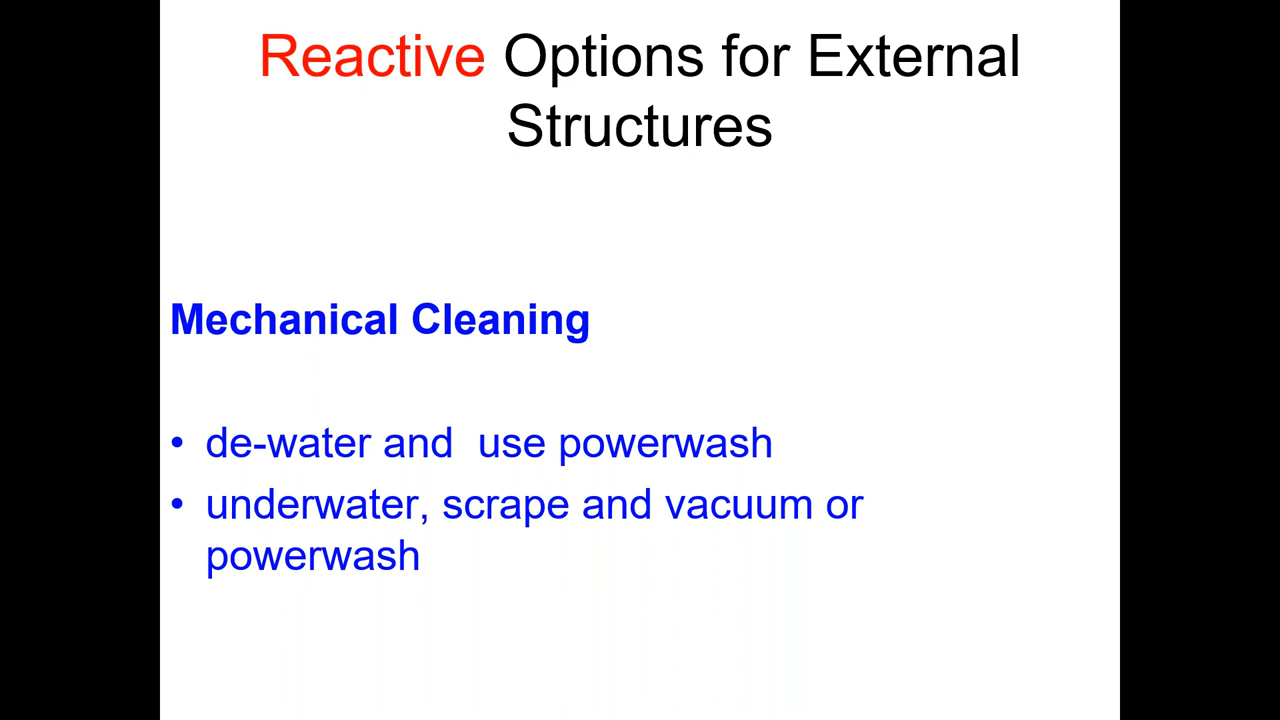 Reactive Options for External
Structures
Mechanical Cleaning
• de-water and  use powerwash
• underwater, scrape and vacuum or
powerwash